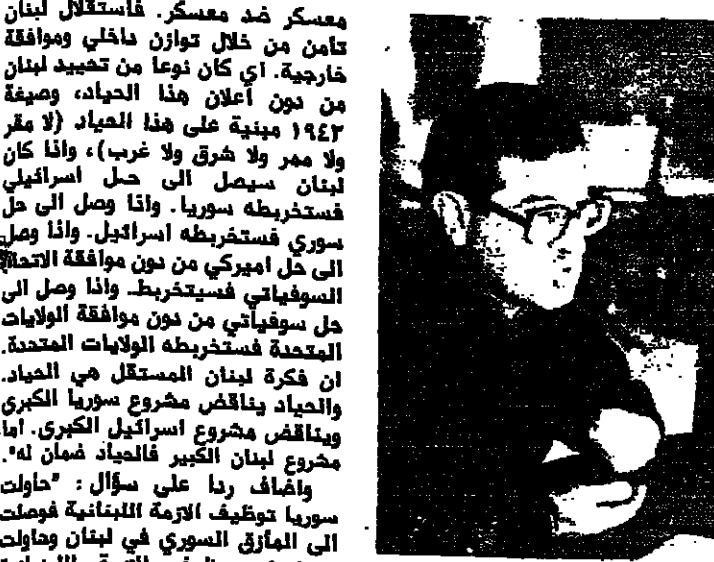 معسكر ضد معسكر. فاستقلال لبنان
تأمن من خلال توازن داخلي وموافقة
خارجية. اي كان نوعا من تحييد لبنان
من دون اعلان هذا الحياد، وصيغة
١٩٤٣ مبنية على هذا الحياد (لا مقر
ولا ممر ولا شرق ولا غرب)، واذا كان
لبنان سيصل الى حل اسرائيلي
فستخربطه سوريا. واذا وصل الى حل
سوري فستخربطه اسرائيل. واذا وصل
الى حل اميركي من دون موافقة الاتحاد
السوفياتي فسيتخربط. واذا وصل الى
حل سوفياتي من دون موافقة الولايات
المتحدة فستخربطه الولايات المتحدة.
ان فكرة لبنان المستقل هي الحياد.
والحياد يناقض مشروع سوريا الكبرى
ويناقض مشروع اسرائيل الكبرى. اما
مشروع لبنان الكبير فالحياد ضمان له".
واضاف ردا على سؤال: "حاولت
سوريا توظيف الازمة اللبنانية فوصلت
الى المأزق السوري في لبنان وحاولت